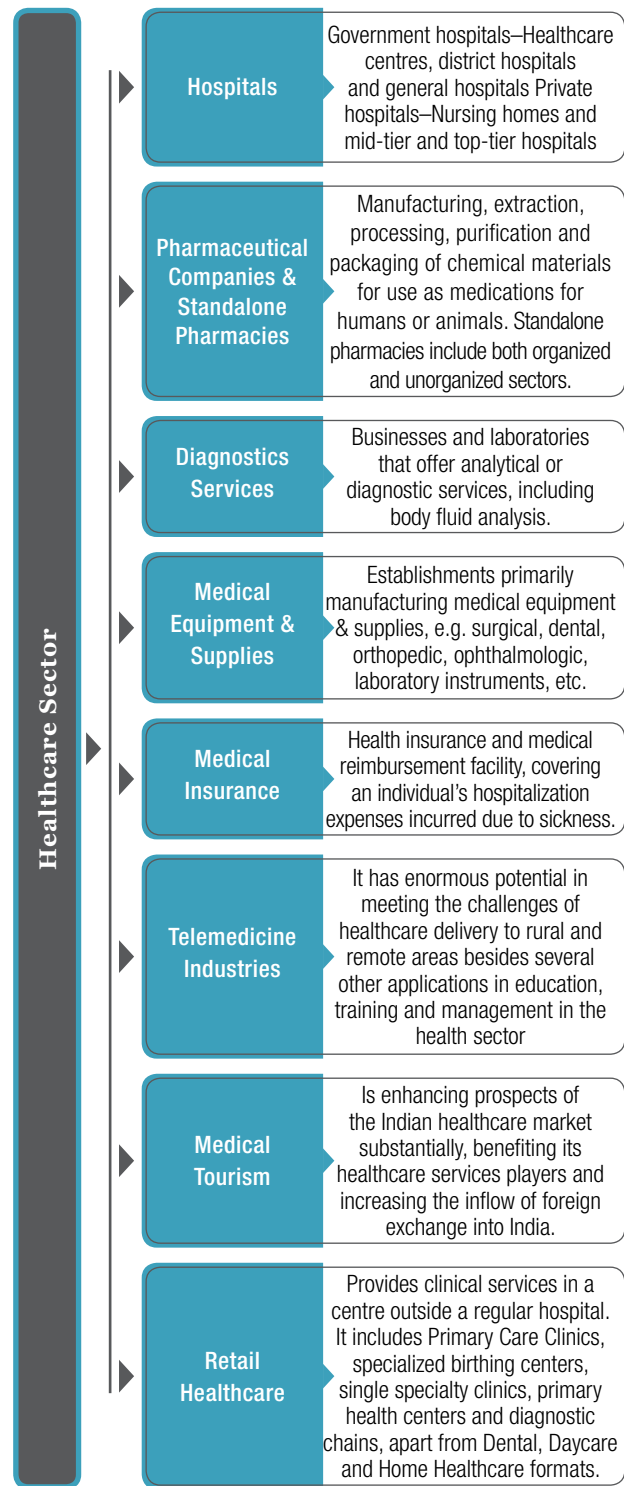 Healthcare Sector
Hospitals
Government hospitals–Healthcare
centres, district hospitals
and general hospitals Private
hospitals–Nursing homes and
mid-tier and top-tier hospitals
Pharmaceutical
Companies &
Standalone
Pharmacies
Manufacturing, extraction,
processing, purification and
packaging of chemical materials
for use as medications for
humans or animals. Standalone
pharmacies include both organized
and unorganized sectors.
Diagnostics
Services
Businesses and laboratories
that offer analytical or
diagnostic services, including
body fluid analysis.
Medical
Equipment &
Supplies
Establishments primarily
manufacturing medical equipment
& supplies, e.g. surgical, dental,
orthopedic, ophthalmologic,
laboratory instruments, etc.
Medical
Insurance
Health insurance and medical
reimbursement facility, covering
an individual's hospitalization
expenses incurred due to sickness.
Telemedicine
Industries
It has enormous potential in
meeting the challenges of
healthcare delivery to rural and
remote areas besides several
other applications in education,
training and management in the
health sector
Medical
Tourism
Is enhancing prospects of
the Indian healthcare market
substantially, benefiting its
healthcare services players and
increasing the inflow of foreign
exchange into India.
Retail
Healthcare
Provides clinical services in a
centre outside a regular hospital.
It includes Primary Care Clinics,
specialized birthing centers,
single specialty clinics, primary
health centers and diagnostic
chains, apart from Dental, Daycare
and Home Healthcare formats.